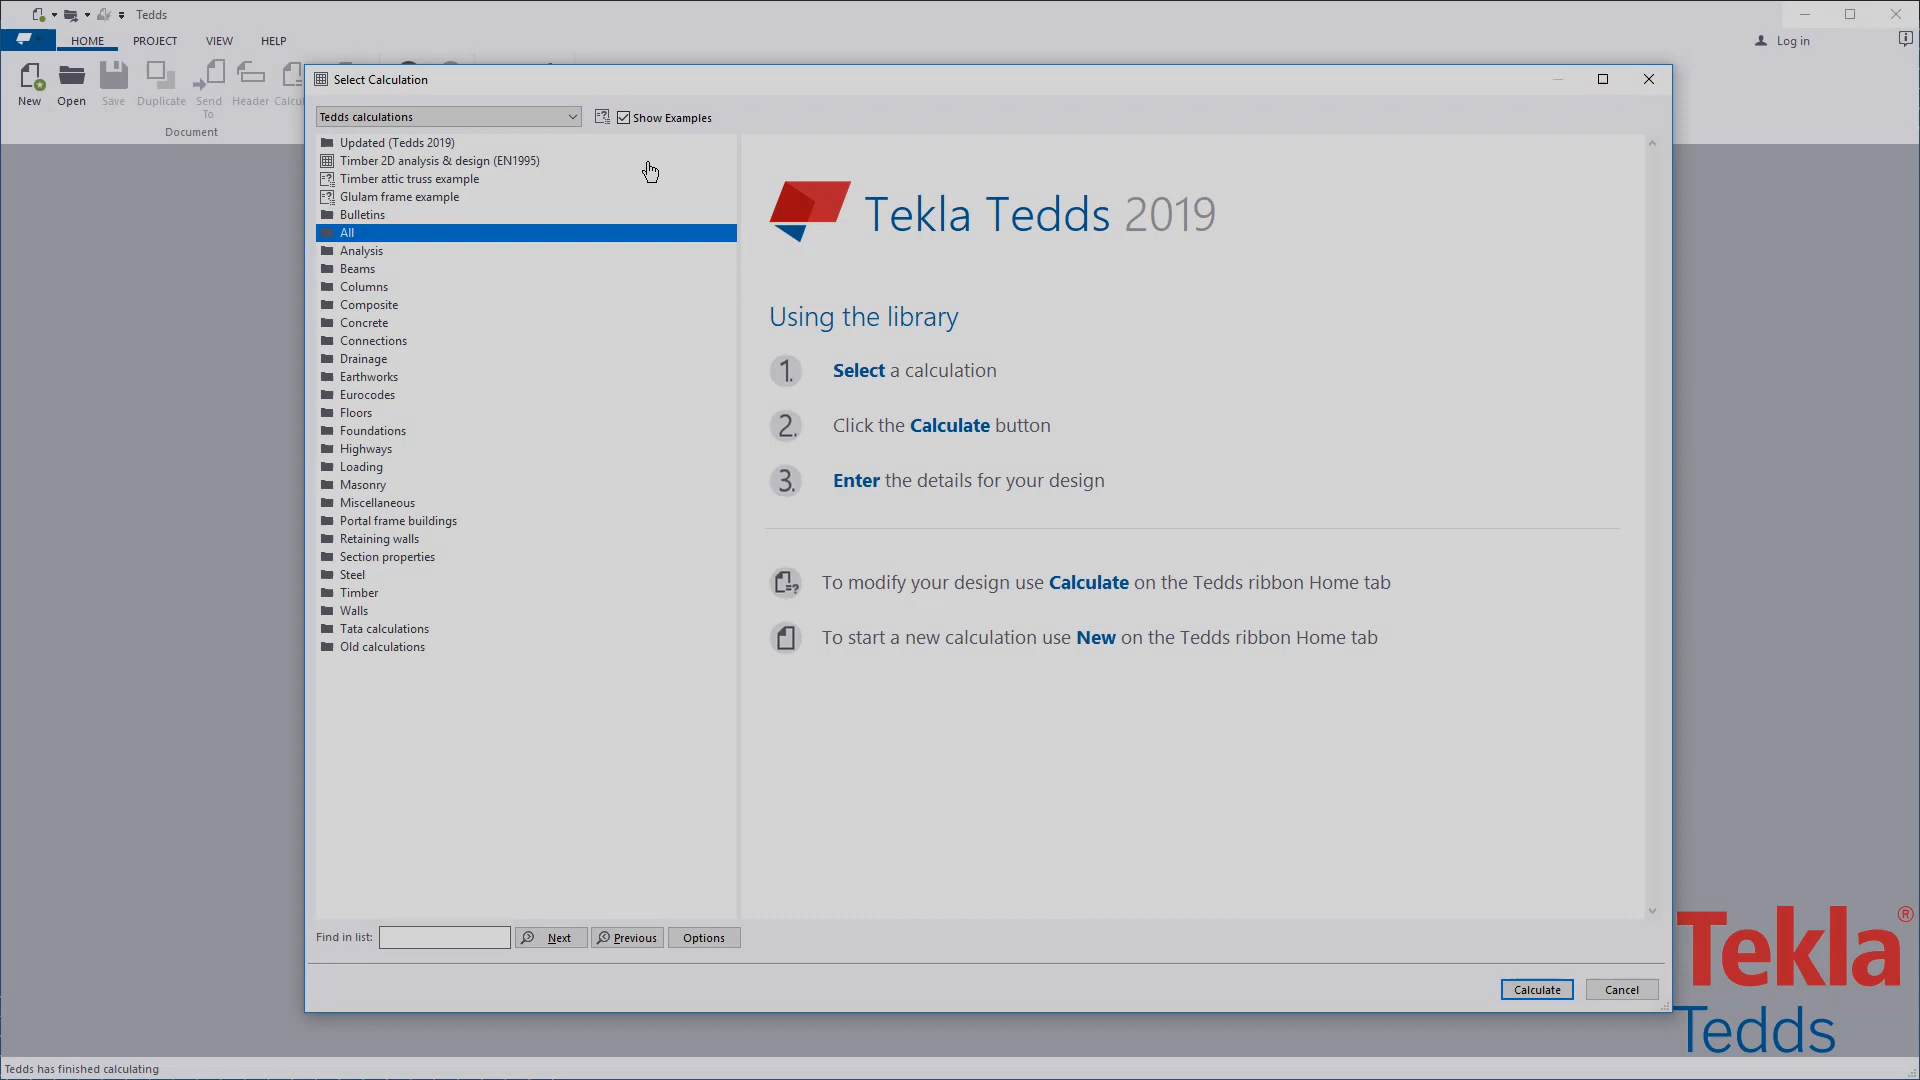 Tedds
HOME PROJECT VIEW HELP
Log in
New Open Save Duplicate Send To Header
Document
Select Calculation
Tedds calculations
Show Examples
Updated (Tedds 2019)
Timber 2D analysis & design (EN1995)
Timber attic truss example
Glulam frame example
Bulletins
All
Analysis
Beams
Columns
Composite
Concrete
Connections
Drainage
Earthworks
Eurocodes
Floors
Foundations
Highways
Loading
Masonry
Miscellaneous
Portal frame buildings
Retaining walls
Section properties
Steel
Timber
Walls
Tata calculations
Old calculations
Tekla Tedds 2019
Using the library
1. Select a calculation
2. Click the Calculate button
3. Enter the details for your design
To modify your design use Calculate on the Tedds ribbon Home tab
To start a new calculation use New on the Tedds ribbon Home tab
Find in list: Next Previous Options
Calculate Cancel
Tekla®
Tedds
Tedds has finished calculating